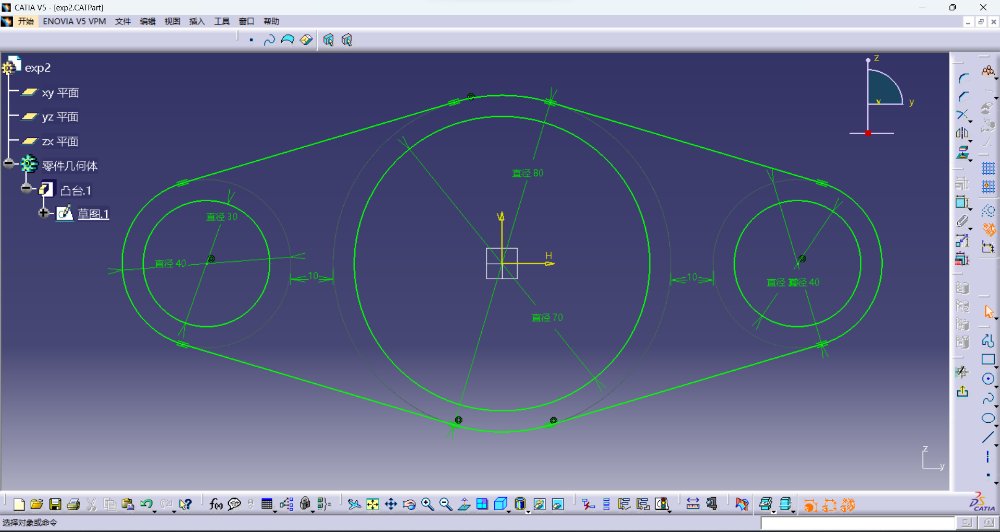 CATIA V5 - [exp2.CATPart]
开始 ENOVIA V5 VPM 文件 编辑 视图 插入 工具 窗口 帮助
exp2
xy 平面
yz 平面
zx 平面
零件几何体
凸台.1
草图.1
z
x
y
直径 80
直径 30
V
H
直径 40
10
10
直径
直径 40
直径 70
z
y
f(x)
DS CATIA
选择对象或命令